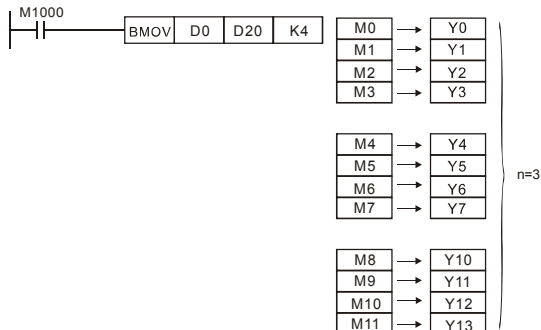 M1000
BMOV D0 D20 K4
M0 → Y0
M1 → Y1
M2 → Y2
M3 → Y3
M4 → Y4
M5 → Y5
M6 → Y6
M7 → Y7
n=3
M8 → Y10
M9 → Y11
M10 → Y12
M11 → Y13